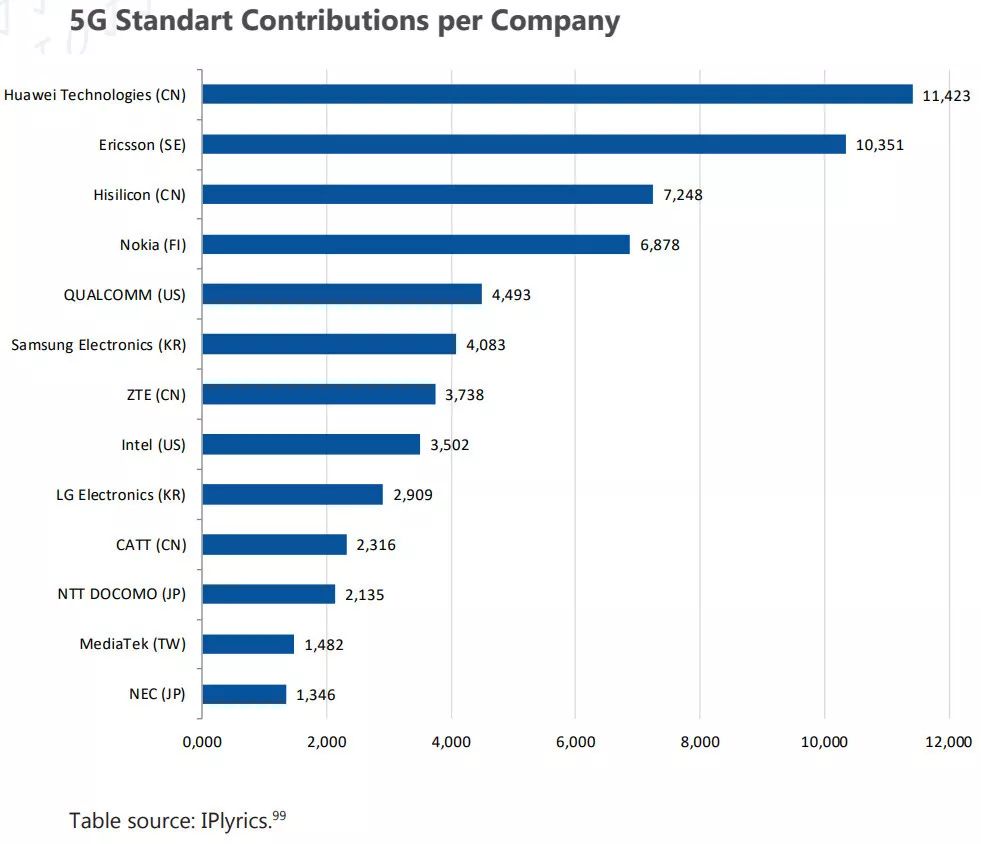 5G Standart Contributions per Company
Huawei Technologies (CN) 11,423
Ericsson (SE) 10,351
Hisilicon (CN) 7,248
Nokia (FI) 6,878
QUALCOMM (US) 4,493
Samsung Electronics (KR) 4,083
ZTE (CN) 3,738
Intel (US) 3,502
LG Electronics (KR) 2,909
CATT (CN) 2,316
NTT DOCOMO (JP) 2,135
MediaTek (TW) 1,482
NEC (JP) 1,346
0,000 2,000 4,000 6,000 8,000 10,000 12,000
Table source: IPlyrics.⁹⁹